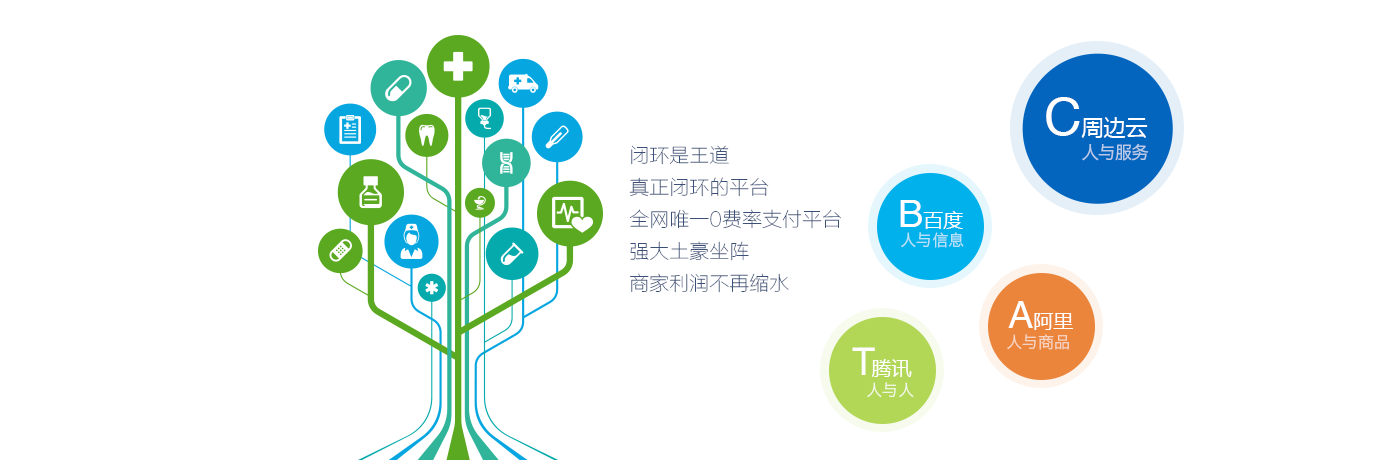 闭环是王道
真正闭环的平台
全网唯一0费率支付平台
强大土豪坐阵
商家利润不再缩水
C周边云
人与服务
B百度
人与信息
A阿里
人与商品
T腾讯
人与人